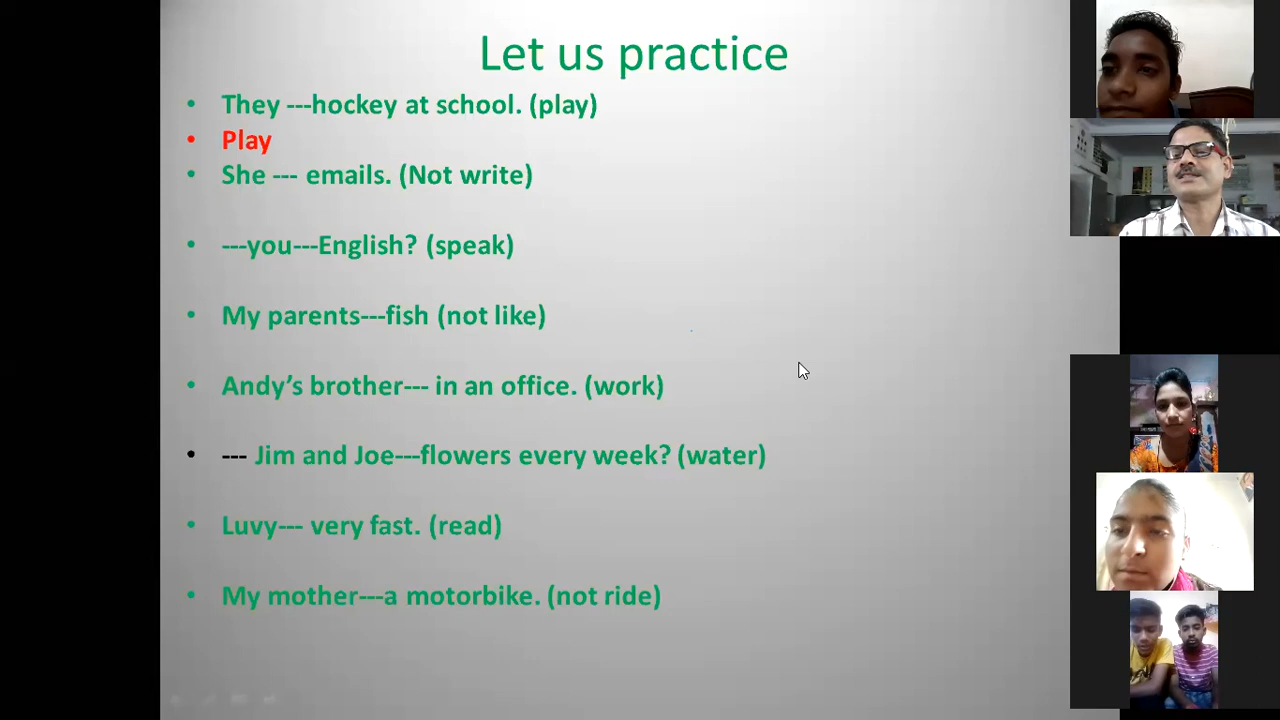 Let us practice
• They ---hockey at school. (play)
• Play
• She --- emails. (Not write)
• ---you---English? (speak)
• My parents---fish (not like)
• Andy’s brother--- in an office. (work)
• --- Jim and Joe---flowers every week? (water)
• Luvy--- very fast. (read)
• My mother---a motorbike. (not ride)